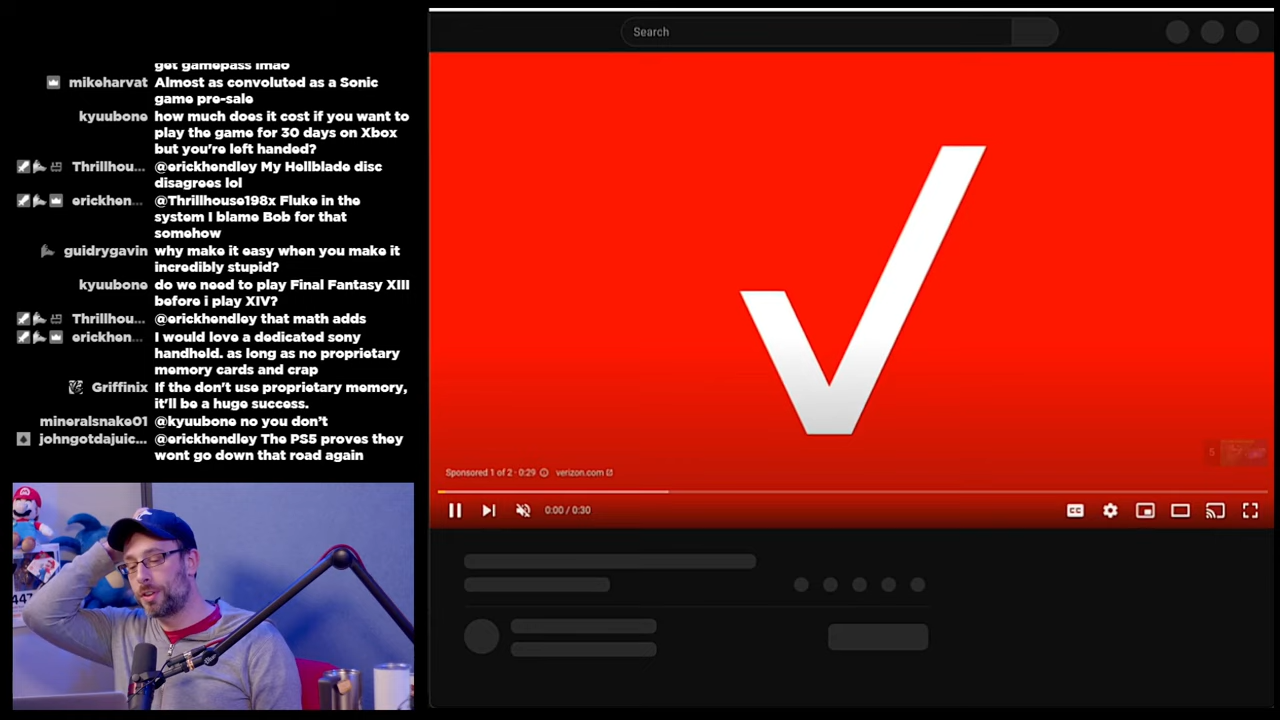 get gamepass lmao
mikeharvat Almost as convoluted as a Sonic
game pre-sale
kyuubone how much does it cost if you want to
play the game for 30 days on Xbox
but you're left handed?
Thrillhou... @erickhendley My Hellblade disc
disagrees lol
erickhen... @Thrillhouse198x Fluke in the
system I blame Bob for that
somehow
guidrygavin why make it easy when you make it
incredibly stupid?
kyuubone do we need to play Final Fantasy XIII
before i play XIV?
Thrillhou... @erickhendley that math adds
erickhen... I would love a dedicated sony
handheld. as long as no proprietary
memory cards and crap
Griffinix If the don't use proprietary memory,
it'll be a huge success.
mineralsnake01 @kyuubone no you don't
johngotdajuic... @erickhendley The PS5 proves they
wont go down that road again
447
Search
5
Sponsored 1 of 2 · 0:29 verizon.com
0:00 / 0:30
CC